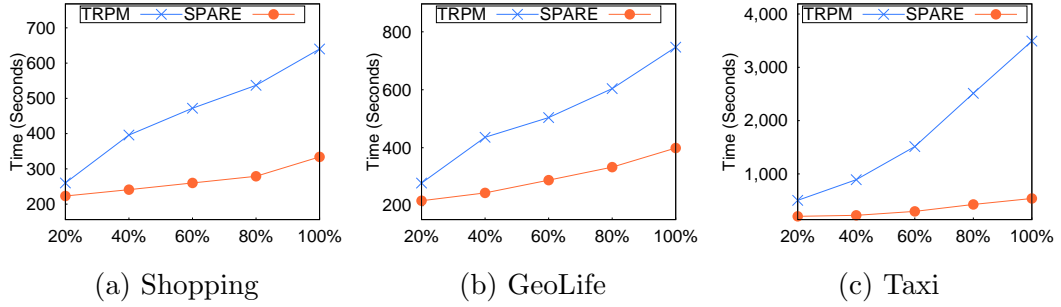 TRPM SPARE
Time (Seconds)
700
600
500
400
300
200
20% 40% 60% 80% 100%
(a) Shopping
TRPM SPARE
Time (Seconds)
800
600
400
200
20% 40% 60% 80% 100%
(b) GeoLife
TRPM SPARE
Time (Seconds)
4,000
3,000
2,000
1,000
20% 40% 60% 80% 100%
(c) Taxi